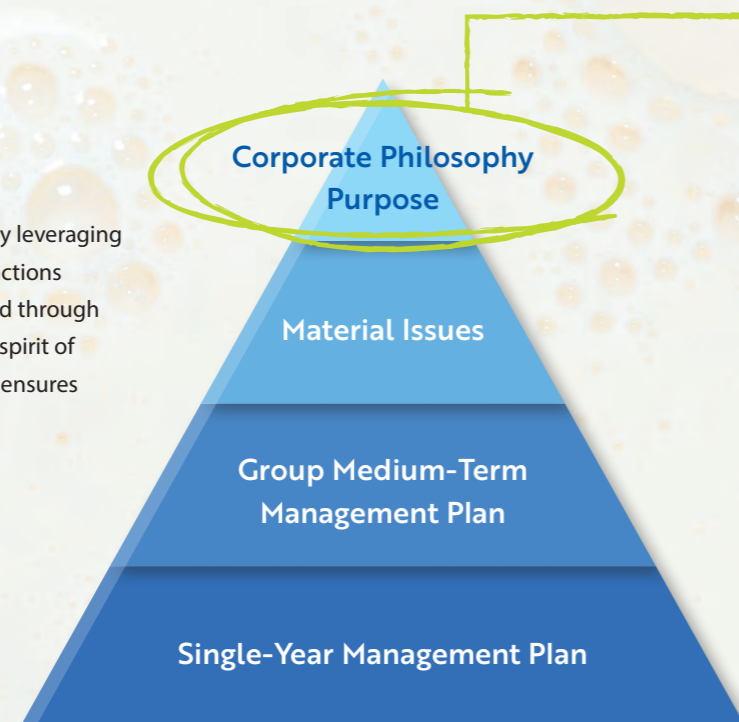 y leveraging
ctions
d through
spirit of
ensures
Corporate Philosophy
Purpose
Material Issues
Group Medium-Term
Management Plan
Single-Year Management Plan